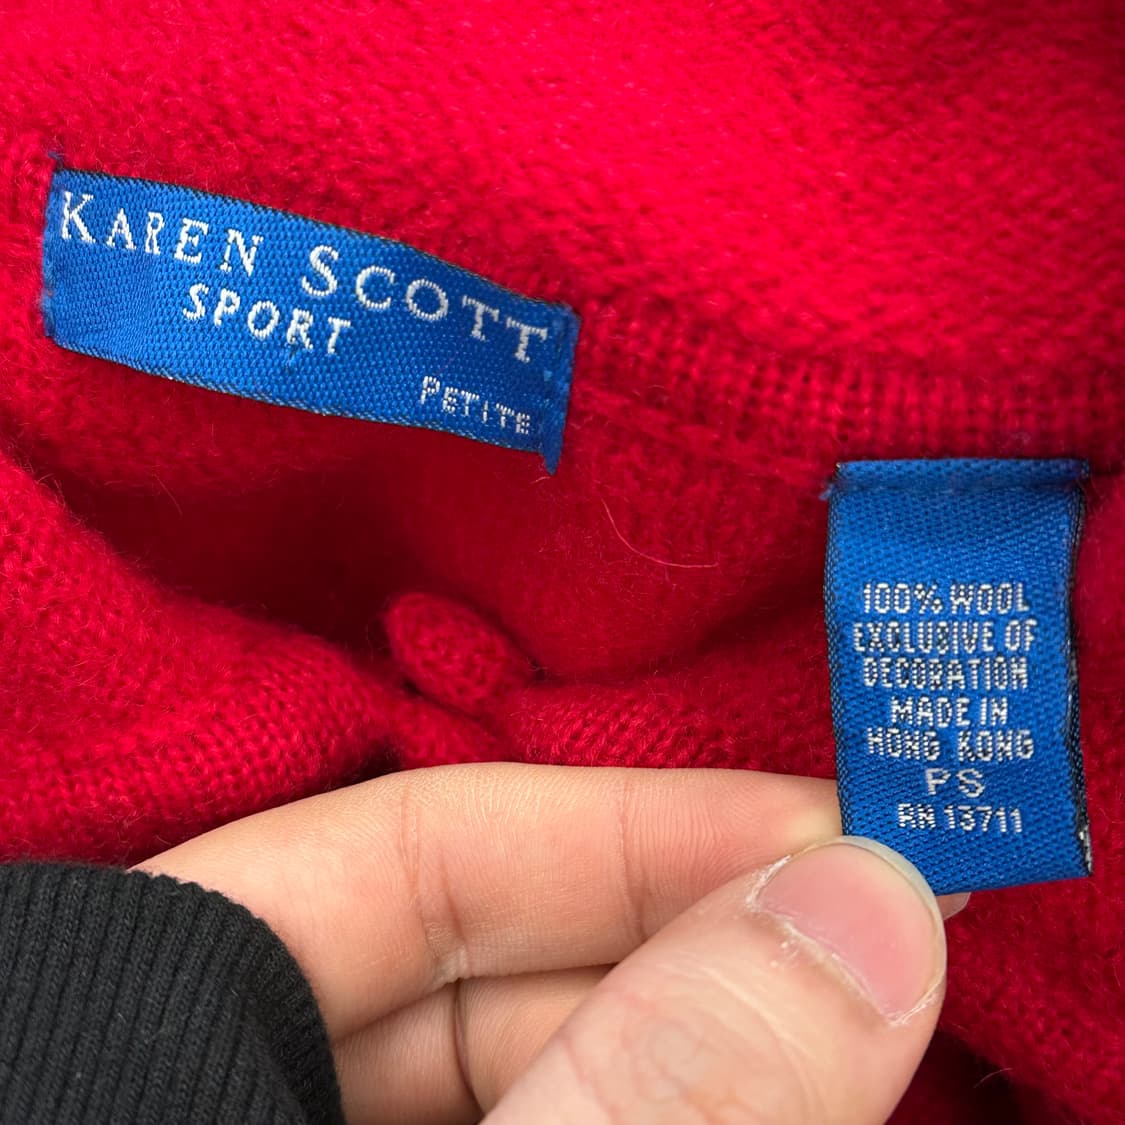 KAREN SCOTT
SPORT
PETITE
100% WOOL
EXCLUSIVE OF
DECORATION
MADE IN
HONG KONG
PS
RN 13711